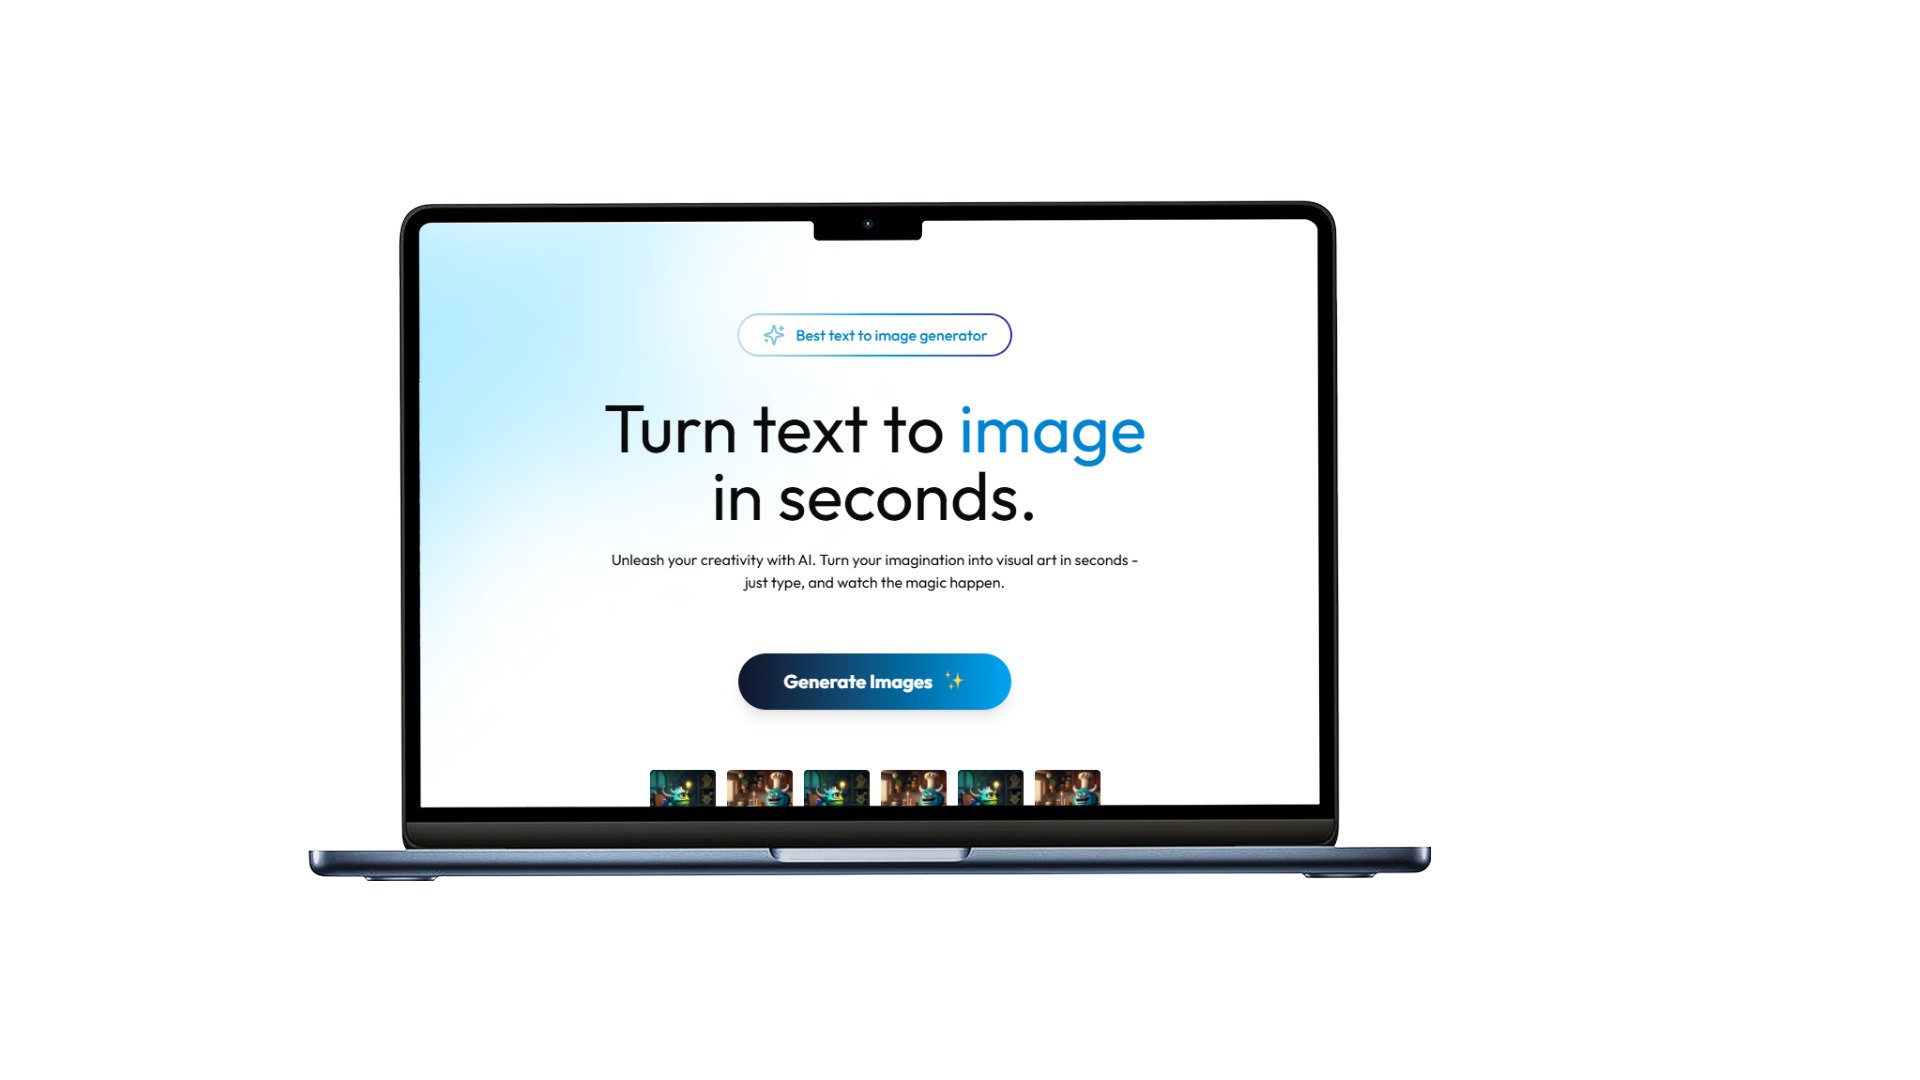 Best text to image generator
Turn text to image
in seconds.
Unleash your creativity with AI. Turn your imagination into visual art in seconds -
just type, and watch the magic happen.
Generate Images ✨